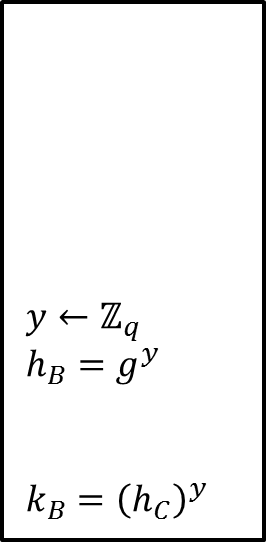 y ← ℤ_q
h_B = g^y
k_B = (h_C)^y